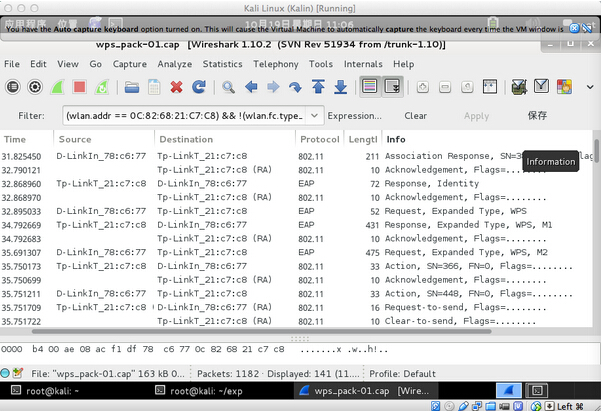 Kali Linux (Kalin) [Running]
应用程序 位置 10月19日星期日 11:06
You have the Auto capture keyboard option turned on. This will cause the Virtual Machine to automatically capture the keyboard every time the VM window is
wps_pack-01.cap [Wireshark 1.10.2 (SVN Rev 51934 from /trunk-1.10)]
File Edit View Go Capture Analyze Statistics Telephony Tools Internals Help
Filter: (wlan.addr == 0C:82:68:21:C7:C8) && !(wlan.fc.type_ Expression... Clear Apply 保存
Time Source Destination Protocol Lengtl Info
31.825450 D-LinkIn_78:c6:77 Tp-LinkT_21:c7:c8 802.11 211 Association Response, SN=3
Information
32.790121 Tp-LinkT_21:c7:c8 (RA) 802.11 10 Acknowledgement, Flags=........
32.868960 Tp-LinkT_21:c7:c8 D-LinkIn_78:c6:77 EAP 72 Response, Identity
32.868970 Tp-LinkT_21:c7:c8 (RA) 802.11 10 Acknowledgement, Flags=........
32.895033 D-LinkIn_78:c6:77 Tp-LinkT_21:c7:c8 EAP 52 Request, Expanded Type, WPS
34.792669 Tp-LinkT_21:c7:c8 D-LinkIn_78:c6:77 EAP 431 Response, Expanded Type, WPS, M1
34.792683 Tp-LinkT_21:c7:c8 (RA) 802.11 10 Acknowledgement, Flags=........
35.691307 D-LinkIn_78:c6:77 Tp-LinkT_21:c7:c8 EAP 475 Request, Expanded Type, WPS, M2
35.750173 Tp-LinkT_21:c7:c8 D-LinkIn_78:c6:77 802.11 33 Action, SN=366, FN=0, Flags=........
35.750699 Tp-LinkT_21:c7:c8 (RA) 802.11 10 Acknowledgement, Flags=........
35.751211 D-LinkIn_78:c6:77 Tp-LinkT_21:c7:c8 802.11 33 Action, SN=448, FN=0, Flags=........
35.751709 Tp-LinkT_21:c7:c8 ( D-LinkIn_78:c6:77 (RA) 802.11 16 Request-to-send, Flags=........
35.751722 Tp-LinkT_21:c7:c8 (RA) 802.11 10 Clear-to-send, Flags=........
0000 b4 00 ae 08 ac f1 df 78 c6 77 0c 82 68 21 c7 c8 .......x .w..h!..
File: "wps_pack-01.cap" 163 kB 0... Packets: 1182 · Displayed: 141 (11.... Profile: Default
root@kali: ~ root@kali: ~/exp wps_pack-01.cap [Wire...
Left ⌘